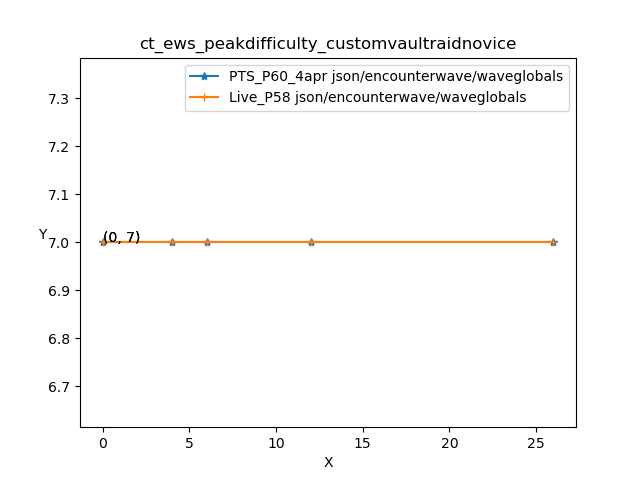 ct_ews_peakdifficulty_customvaultraidnovice
PTS_P60_4apr json/encounterwave/waveglobals
Live_P58 json/encounterwave/waveglobals
7.3
7.2
7.1
Y
7.0
(0, 7)
6.9
6.8
6.7
0 5 10 15 20 25
X